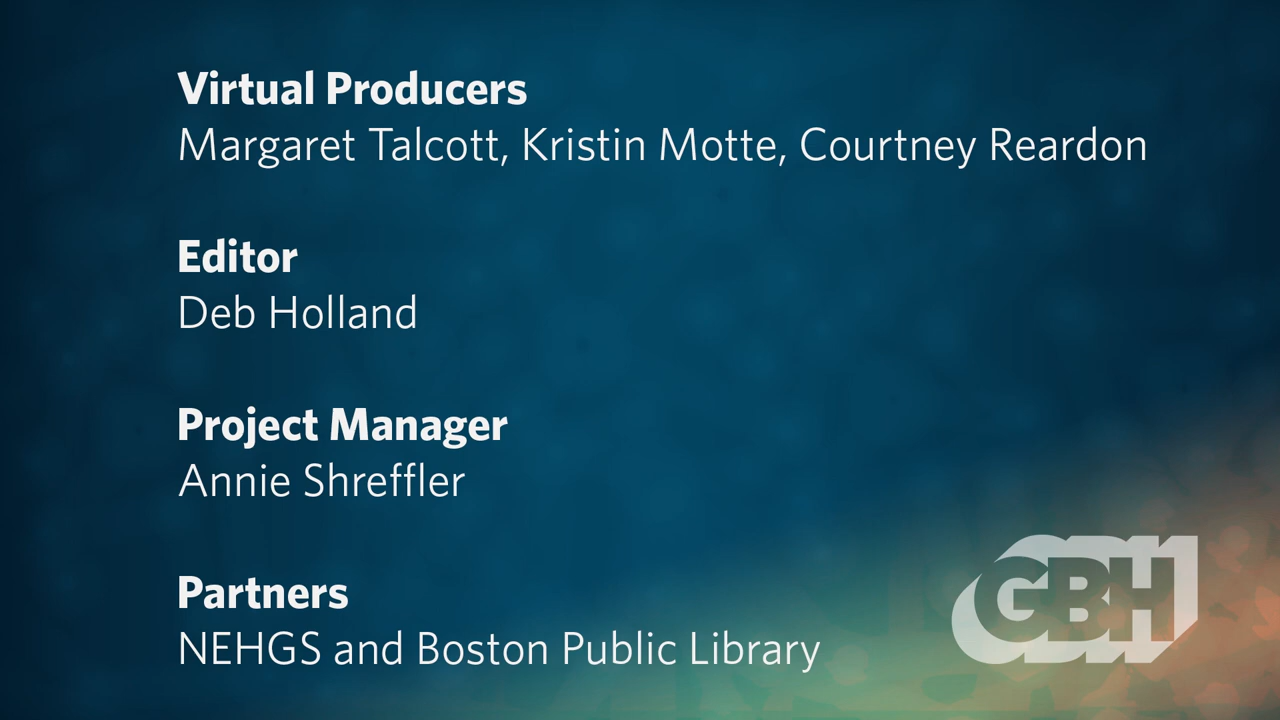 Virtual Producers
Margaret Talcott, Kristin Motte, Courtney Reardon
Editor
Deb Holland
Project Manager
Annie Shreffler
Partners
NEHGS and Boston Public Library
GBH